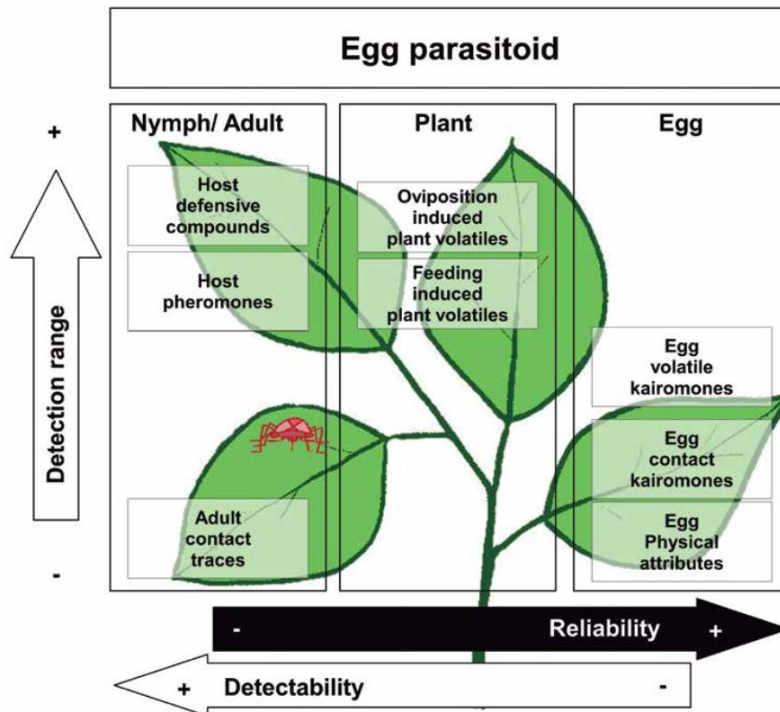 Egg parasitoid
Nymph/ Adult
Plant
Egg
+
Detection range
-
Host
defensive
compounds
Host
pheromones
Adult
contact
traces
Oviposition
induced
plant volatiles
Feeding
induced
plant volatiles
Egg
volatile
kairomones
Egg
contact
kairomones
Egg
Physical
attributes
- Reliability +
+ Detectability -